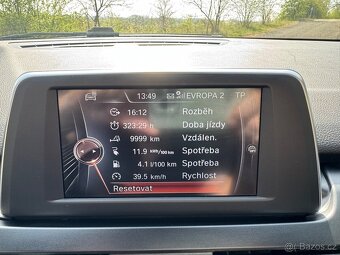 13:49 EVROPA 2 TP
16:12 Rozběh
323:29 h Doba jízdy
9999 km Vzdálen.
11.9 kWh/100 km Spotřeba
4.1 l/100 km Spotřeba
39.5 km/h Rychlost
Resetovat
© Sbazos.cz